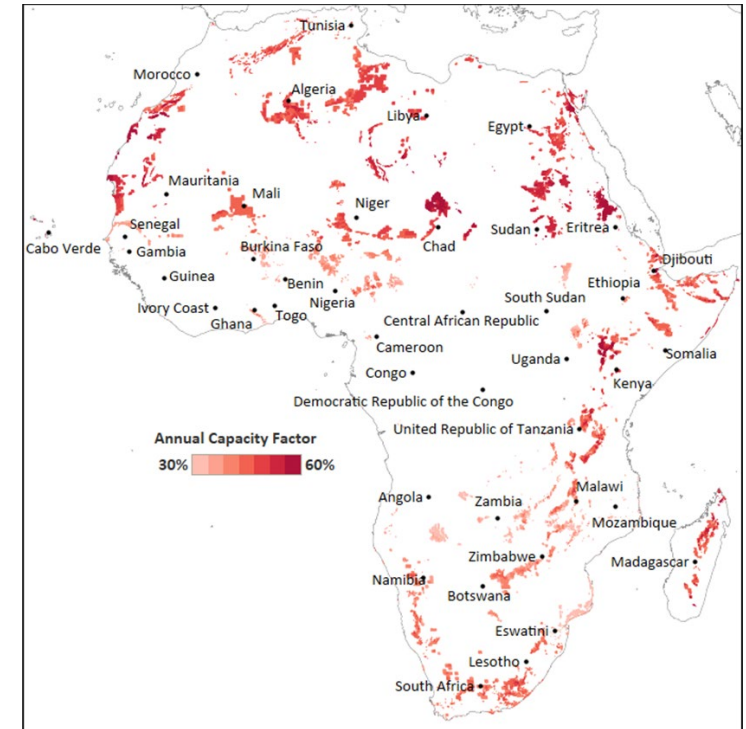 Tunisia
Morocco
Algeria
Libya
Egypt
Mauritania
Mali
Niger
Senegal
Cabo Verde
Gambia
Burkina Faso
Chad
Sudan
Eritrea
Djibouti
Guinea
Benin
Ethiopia
Nigeria
South Sudan
Ivory Coast
Togo
Ghana
Central African Republic
Cameroon
Uganda
Somalia
Congo
Kenya
Democratic Republic of the Congo
United Republic of Tanzania
Annual Capacity Factor
30% 60%
Malawi
Angola
Zambia
Mozambique
Zimbabwe
Madagascar
Namibia
Botswana
Eswatini
Lesotho
South Africa